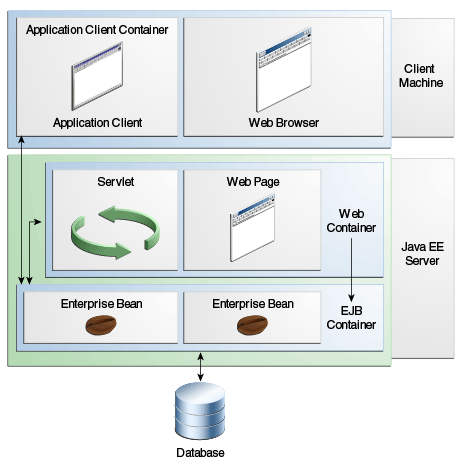 Application Client Container
Application Client
Web Browser
Client
Machine
Servlet
Web Page
Web
Container
Java EE
Server
Enterprise Bean
Enterprise Bean
EJB
Container
Database